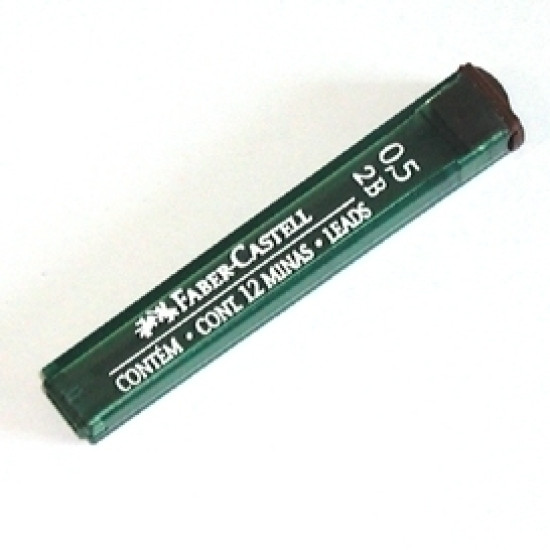 FABER-CASTELL
CONTÉM • CONT. 12 MINAS • LEADS
0,5
2B